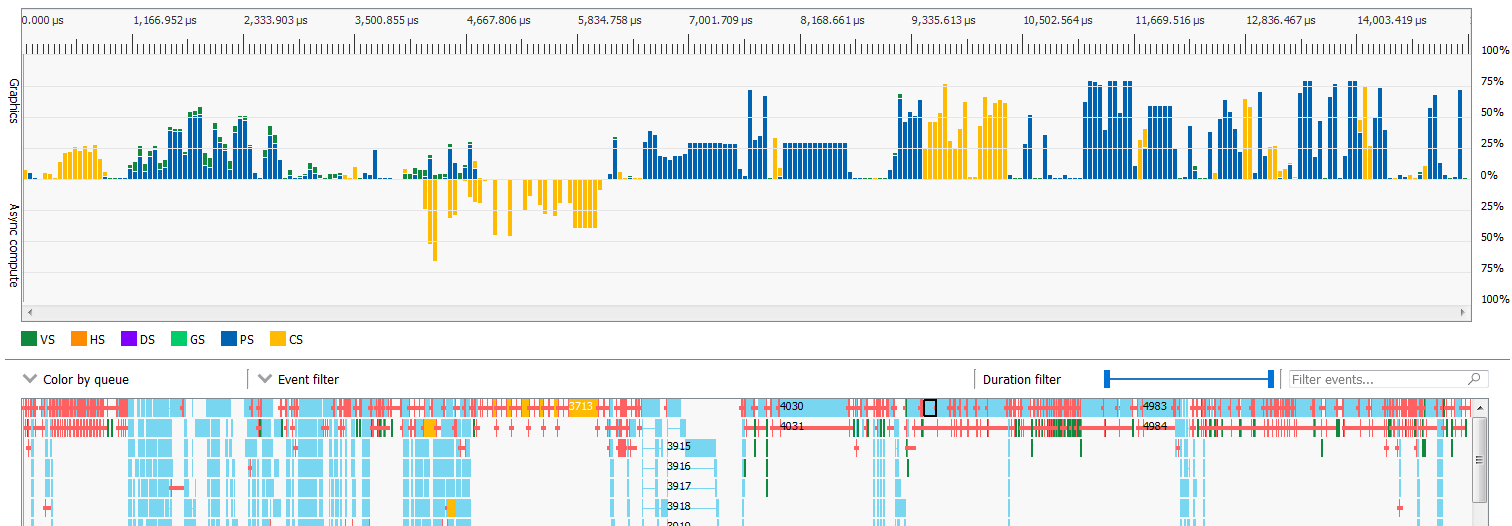 0.000 µs 1,166.952 µs 2,333.903 µs 3,500.855 µs 4,667.806 µs 5,834.758 µs 7,001.709 µs 8,168.661 µs 9,335.613 µs 10,502.564 µs 11,669.516 µs 12,836.467 µs 14,003.419 µs
100%
75%
50%
25%
0%
25%
50%
75%
100%
Graphics
Async compute
VS HS DS GS PS CS
Color by queue Event filter Duration filter Filter events...
3713 4030 4983
4031 4984
3915
3916
3917
3918